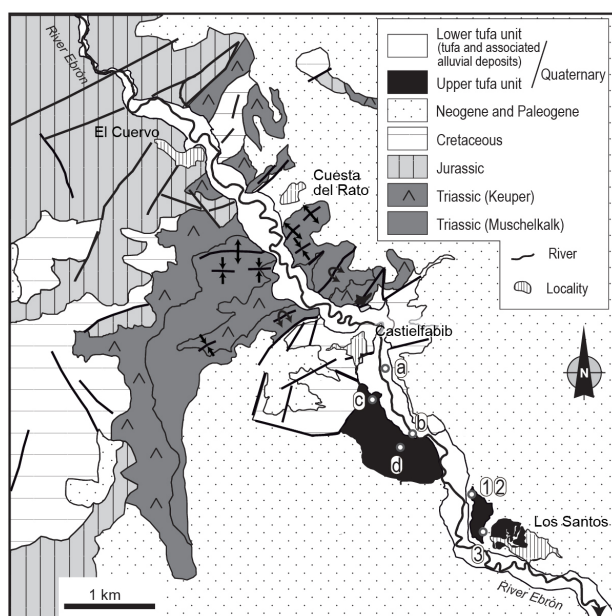 Lower tufa unit
(tufa and associated
alluvial deposits)
Quaternary
Upper tufa unit
Neogene and Paleogene
Cretaceous
Jurassic
Triassic (Keuper)
Triassic (Muschelkalk)
River
Locality
River Ebrón
El Cuervo
Cuesta
del Rato
Castielfabib
a
c
b
d
N
1 2
Los Santos
3
River Ebrón
1 km